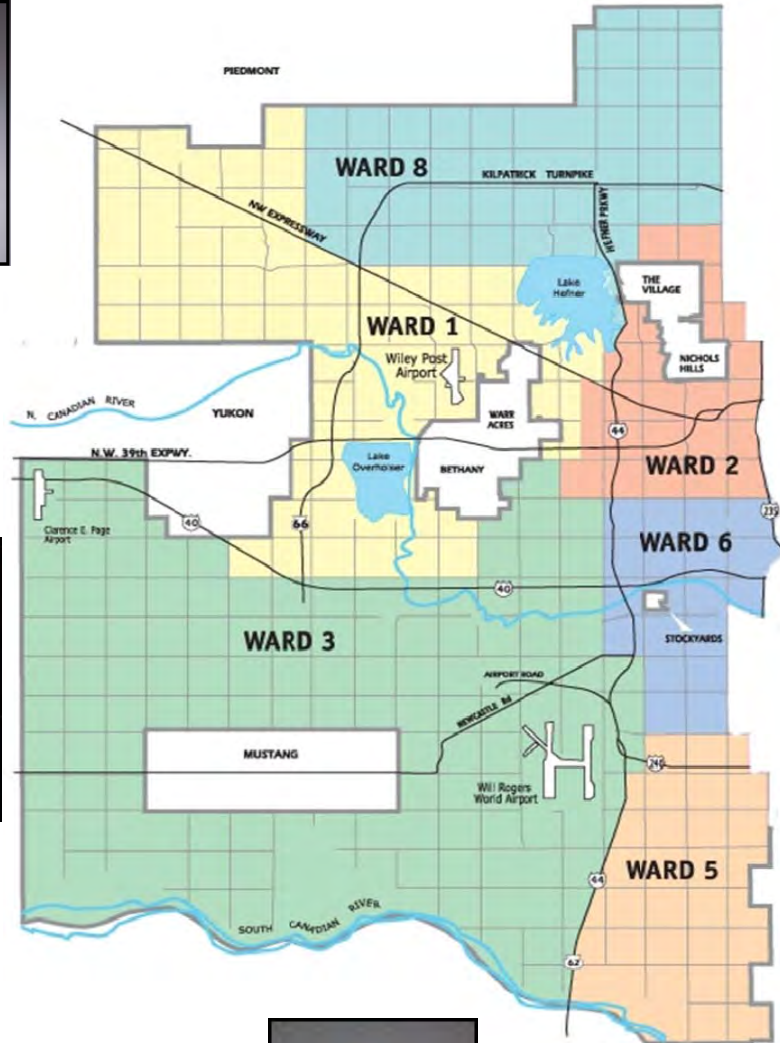 PIEDMONT
WARD 8
KILPATRICK TURNPIKE
HEFNER PRKWY
NW EXPRESSWAY
Lake
Hefner
THE
VILLAGE
WARD 1
Wiley Post
Airport
NICHOLS
HILLS
N. CANADIAN RIVER
YUKON
WARR
ACRES
44
N.W. 39th EXPWY.
Lake
Overholser
BETHANY
WARD 2
40
66
235
Clarence E. Page
Airport
WARD 6
40
WARD 3
STOCKYARDS
AIRPORT ROAD
NEWCASTLE Rd
MUSTANG
240
Will Rogers
World Airport
WARD 5
44
SOUTH CANADIAN RIVER
62